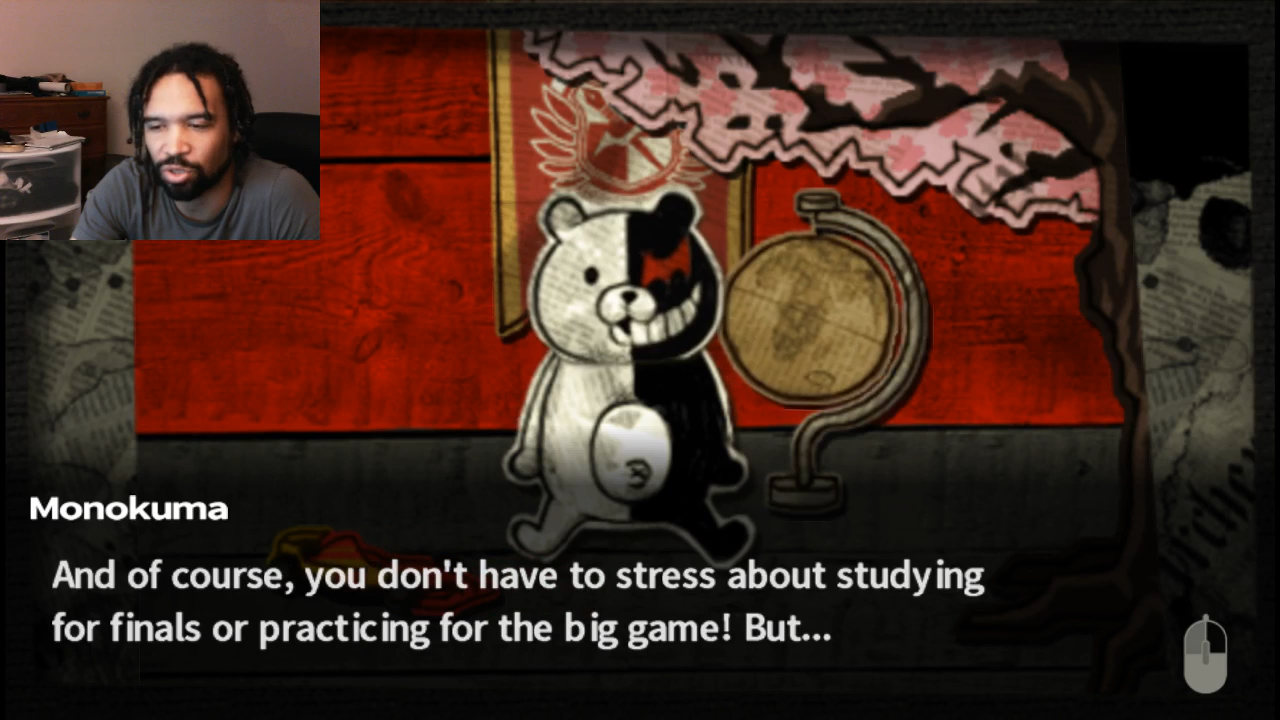 Monokuma
And of course, you don't have to stress about studying
for finals or practicing for the big game! But...